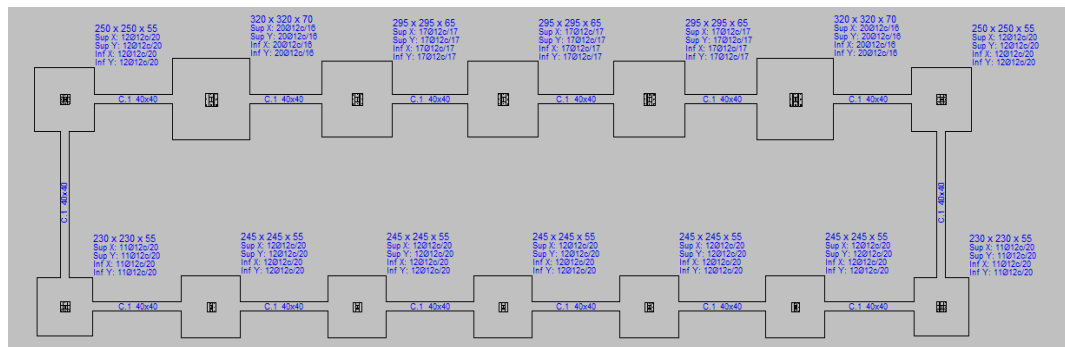 250 x 250 x 55
Sup X: 12Ø12c/20
Sup Y: 12Ø12c/20
Inf X: 12Ø12c/20
Inf Y: 12Ø12c/20
320 x 320 x 70
Sup X: 20Ø12c/16
Sup Y: 20Ø12c/16
Inf X: 20Ø12c/16
Inf Y: 20Ø12c/16
295 x 295 x 65
Sup X: 17Ø12c/17
Sup Y: 17Ø12c/17
Inf X: 17Ø12c/17
Inf Y: 17Ø12c/17
295 x 295 x 65
Sup X: 17Ø12c/17
Sup Y: 17Ø12c/17
Inf X: 17Ø12c/17
Inf Y: 17Ø12c/17
295 x 295 x 65
Sup X: 17Ø12c/17
Sup Y: 17Ø12c/17
Inf X: 17Ø12c/17
Inf Y: 17Ø12c/17
320 x 320 x 70
Sup X: 20Ø12c/16
Sup Y: 20Ø12c/16
Inf X: 20Ø12c/16
Inf Y: 20Ø12c/16
250 x 250 x 55
Sup X: 12Ø12c/20
Sup Y: 12Ø12c/20
Inf X: 12Ø12c/20
Inf Y: 12Ø12c/20
C.1 40x40
C.1 40x40
C.1 40x40
C.1 40x40
C.1 40x40
C.1 40x40
C.1 40x40
C.1 40x40
230 x 230 x 55
Sup X: 11Ø12c/20
Sup Y: 11Ø12c/20
Inf X: 11Ø12c/20
Inf Y: 11Ø12c/20
245 x 245 x 55
Sup X: 12Ø12c/20
Sup Y: 12Ø12c/20
Inf X: 12Ø12c/20
Inf Y: 12Ø12c/20
245 x 245 x 55
Sup X: 12Ø12c/20
Sup Y: 12Ø12c/20
Inf X: 12Ø12c/20
Inf Y: 12Ø12c/20
245 x 245 x 55
Sup X: 12Ø12c/20
Sup Y: 12Ø12c/20
Inf X: 12Ø12c/20
Inf Y: 12Ø12c/20
245 x 245 x 55
Sup X: 12Ø12c/20
Sup Y: 12Ø12c/20
Inf X: 12Ø12c/20
Inf Y: 12Ø12c/20
245 x 245 x 55
Sup X: 12Ø12c/20
Sup Y: 12Ø12c/20
Inf X: 12Ø12c/20
Inf Y: 12Ø12c/20
230 x 230 x 55
Sup X: 11Ø12c/20
Sup Y: 11Ø12c/20
Inf X: 11Ø12c/20
Inf Y: 11Ø12c/20
C.1 40x40
C.1 40x40
C.1 40x40
C.1 40x40
C.1 40x40
C.1 40x40